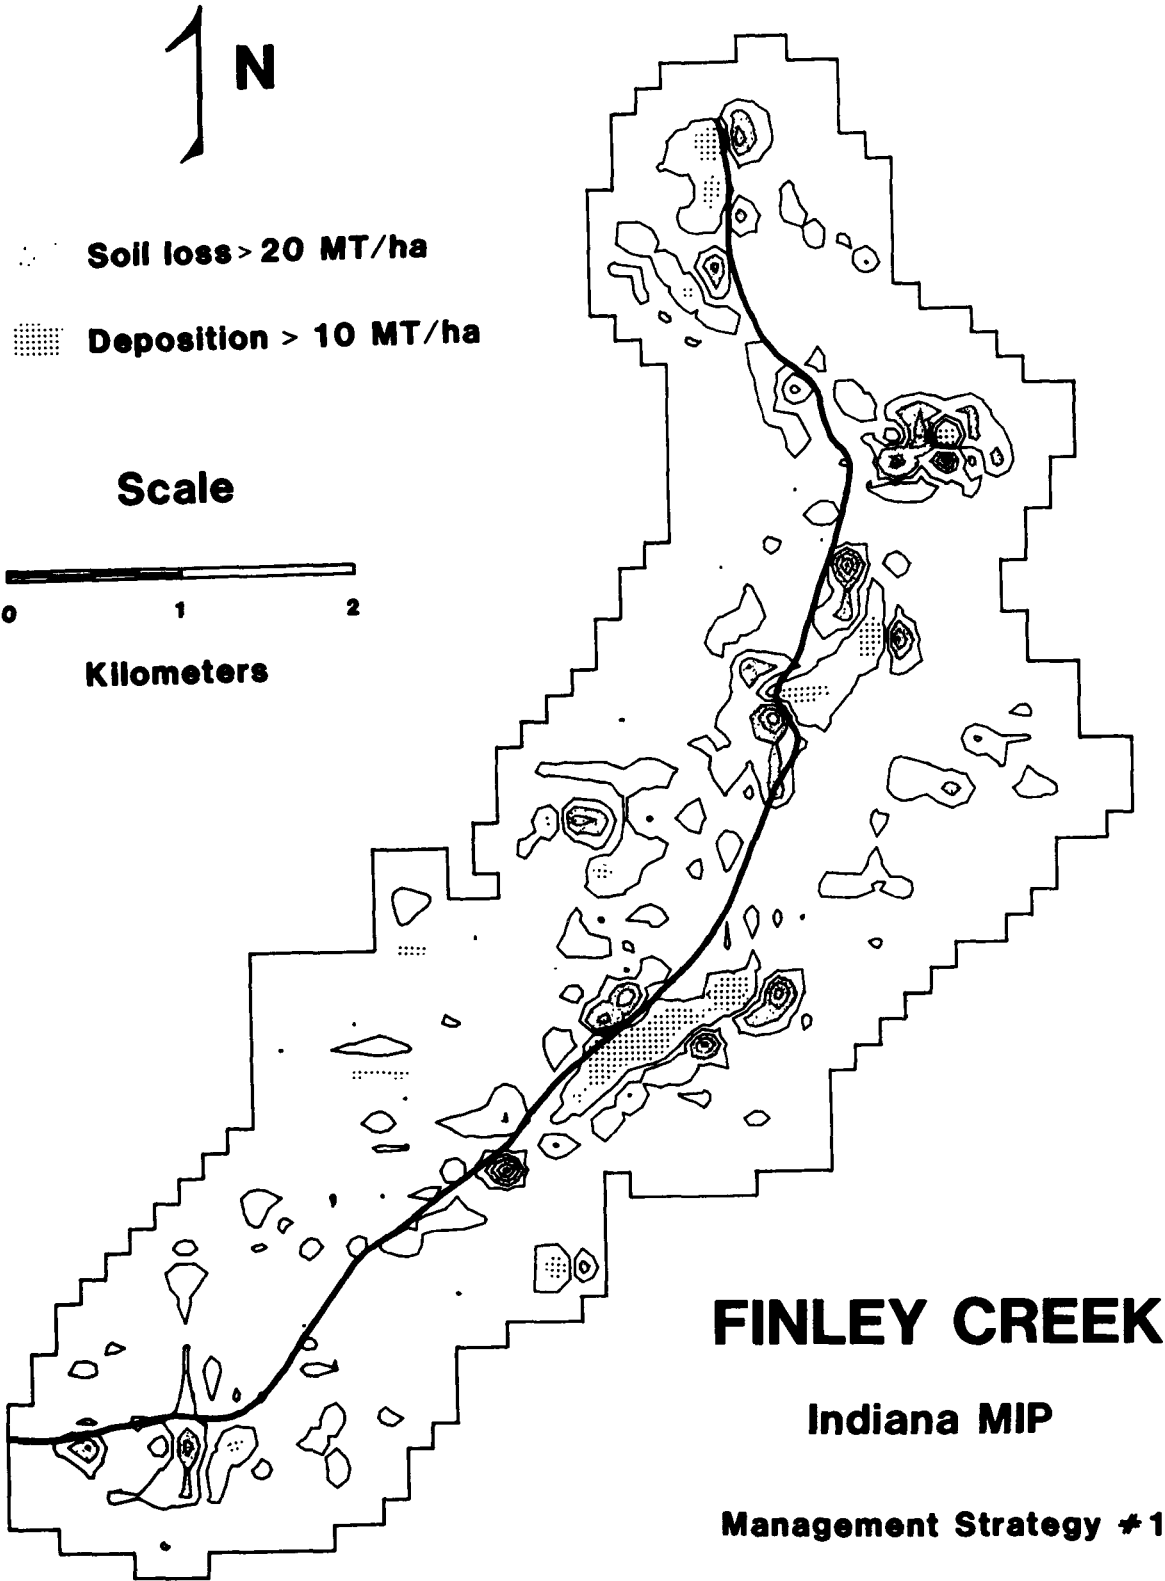 N
Soil loss > 20 MT/ha
Deposition > 10 MT/ha
Scale
0 1 2
Kilometers
FINLEY CREEK
Indiana MIP
Management Strategy #1